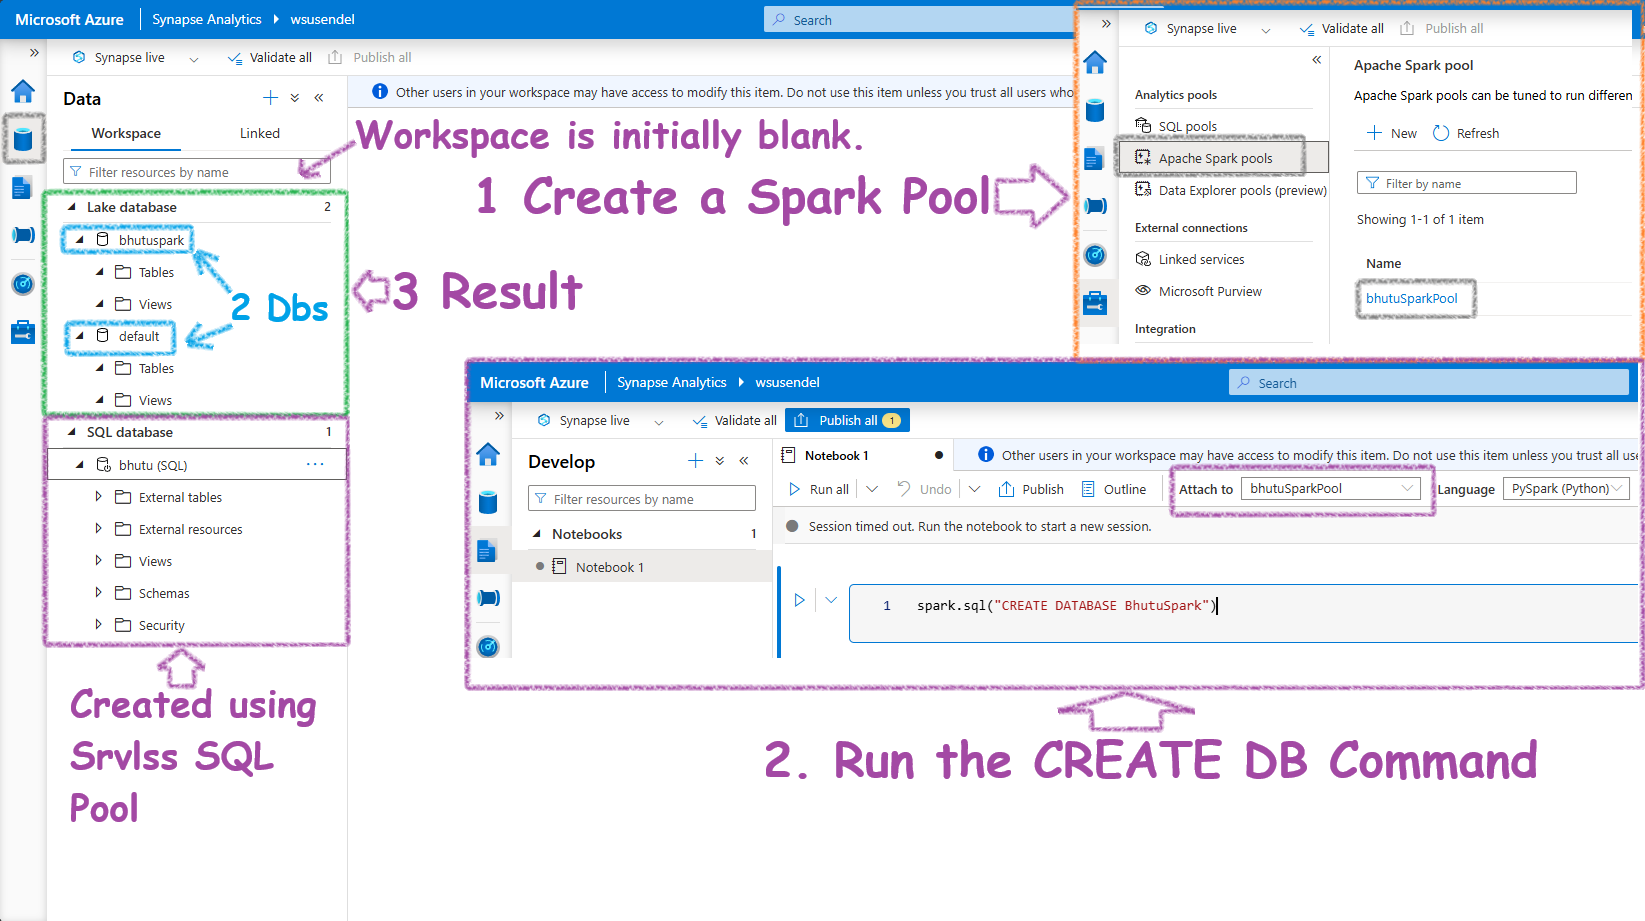 Microsoft Azure Synapse Analytics wsusendel Search
Synapse live Validate all Publish all
Data
Workspace Linked
Filter resources by name
Lake database 2
bhutuspark
Tables
Views
default
Tables
Views
SQL database 1
bhutu (SQL) ...
External tables
External resources
Views
Schemas
Security
Created using
Srvlss SQL
Pool
Other users in your workspace may have access to modify this item. Do not use this item unless you trust all users who
Workspace is initially blank.
1 Create a Spark Pool
3 Result
2 Dbs
Synapse live Validate all Publish all
Analytics pools
SQL pools
Apache Spark pools
Data Explorer pools (preview)
External connections
Linked services
Microsoft Purview
Integration
Apache Spark pool
Apache Spark pools can be tuned to run differen
New Refresh
Filter by name
Showing 1-1 of 1 item
Name
bhutuSparkPool
Microsoft Azure Synapse Analytics wsusendel Search
Synapse live Validate all Publish all 1
Develop
Filter resources by name
Notebooks 1
Notebook 1
Notebook 1
Other users in your workspace may have access to modify this item. Do not use this item unless you trust all use
Run all Undo Publish Outline Attach to bhutuSparkPool Language PySpark (Python)
Session timed out. Run the notebook to start a new session.
1 spark.sql("CREATE DATABASE BhutuSpark")
2. Run the CREATE DB Command